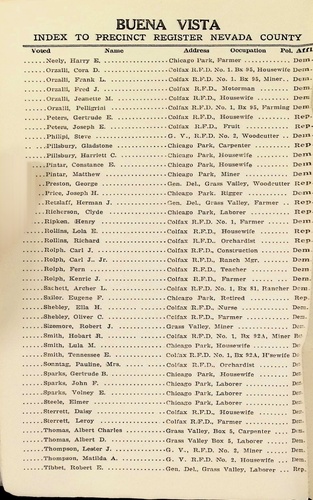 BUENA VISTA
INDEX TO PRECINCT REGISTER NEVADA COUNTY
Voted Name Address Occupation Pol. Affl
Neely, Harry E. Chicago Park, Farmer Dem
Orzalli, Cora D. Colfax R.F.D. No. 1, Bx 95, Housewife Dem
Orzalli, Frank L. Colfax R.F.D. No. 1, Bx 95, Miner Dem
Orzalli, Fred J. Colfax R.F.D., Motorman Dem
Orzalli, Jeanette M. Colfax R.F.D., Housewife Dem
Orzalli, Pelligrini Colfax R.F.D., No. 1, Bx 95, Farming Dem
Peters, Gertrude E. Colfax R.F.D., Housewife Rep
Peters, Joseph E. Colfax R.F.D., Fruit Rep
Philipi, Steve G. V., R.F.D. No. 2, Woodcutter Dem
Pillsbury, Gladstone Chicago Park, Carpenter Rep
Pillsbury, Harriett C. Chicago Park, Housewife Rep
Pintar, Constance E. Chicago Park, Housewife Dem
Pintar, Matthew Chicago Park, Miner Dem
Preston, George Gen. Del., Grass Valley, Woodcutter Rep
Price, Joseph H. Chicago Park, Rigger Dem
Retzlaff, Herman J. Gen. Del., Grass Valley, Farmer Rep
Richerson, Clyde Chicago Park, Laborer Rep
Ripken, Henry Colfax R.F.D. No. 1, Farmer Dem
Rollins, Lola E. Colfax R.F.D., Housewife Rep
Rollins, Richard Colfax R.F.D., Orchardist Rep
Rolph, Carl J. Colfax R.F.D., Construction Dem
Rolph, Carl J., Jr. Colfax R.F.D., Ranch Mgr. Dem
Rolph, Fern Colfax R.F.D., Teacher Dem
Rolph, Kenric J. Colfax R.F.D., Farmer Dem
Sachett, Archer L. Colfax R.F.D. No. 1, Bx 81, Rancher Dem
Sailor, Eugene F. Chicago Park, Retired Rep
Shebley, Ella H. Colfax R.F.D., Nurse Dem
Shebley, Oliver C. Colfax R.F.D., Farmer Dem
Sizemore, Robert J. Grass Valley, Miner Dem
Smith, Hobart R. Colfax R.F.D. No. 1, Bx 92A, Miner Dem
Smith, Lula M. Chicago Park, Housewife Dem
Smith, Tennessee E. Colfax R.F.D. No. 1, Bx 92A, H'sewife Dem
Sonntag, Pauline, Mrs. Colfax R.F.D., Orchardist Dem
Sparks, Gertrude B. Chicago Park, Housewife Dem
Sparks, John F. Chicago Park, Laborer Dem
Sparks, Volney E. Chicago Park, Laborer Dem
Steele, Elmer Chicago Park, Laborer Dem
Sterrett, Daisy Colfax R.F.D., Housewife Dem
Sterrett, Leroy Colfax R.F.D., Farmer Dem
Thomas, Albert Charles Grass Valley, Box 5, Carpenter Dem
Thomas, Albert D. Grass Valley Box 5, Laborer Dem
Thompson, Lester J. G. V., R.F.D. No. 2, Miner Dem
Thompson, Matilda A. G. V., R.F.D. No. 2, Housewife Dem
Tibbet, Robert E. Gen. Del., Grass Valley, Laborer Rep